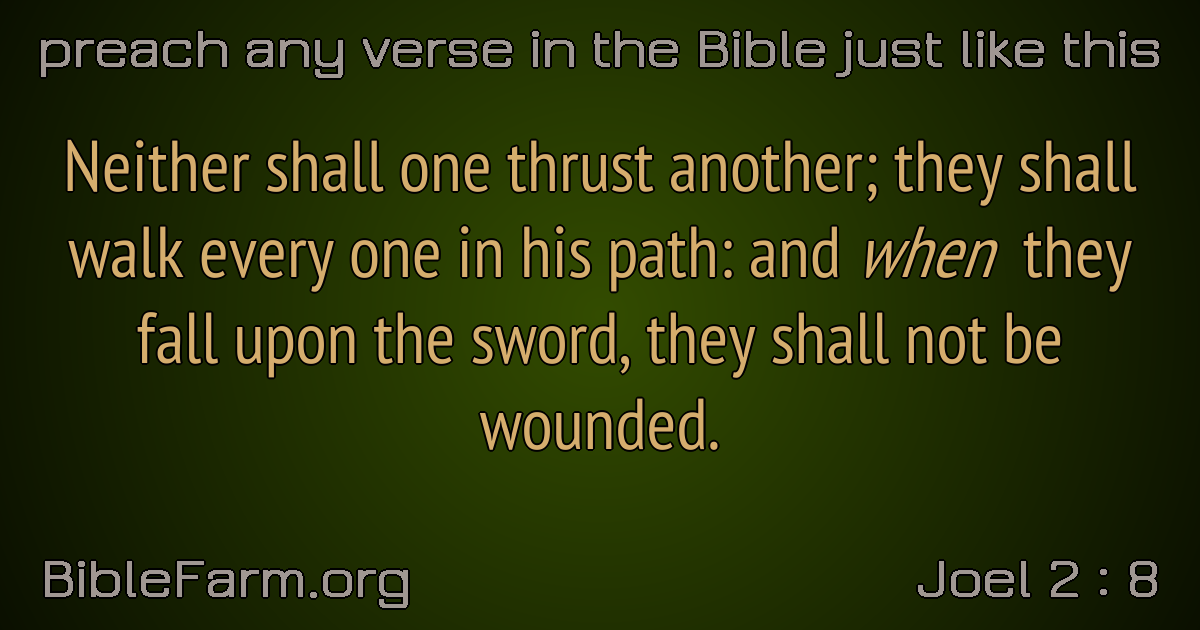 preach any verse in the Bible just like this
Neither shall one thrust another; they shall
walk every one in his path: and when they
fall upon the sword, they shall not be
wounded.
BibleFarm.org
Joel 2 : 8